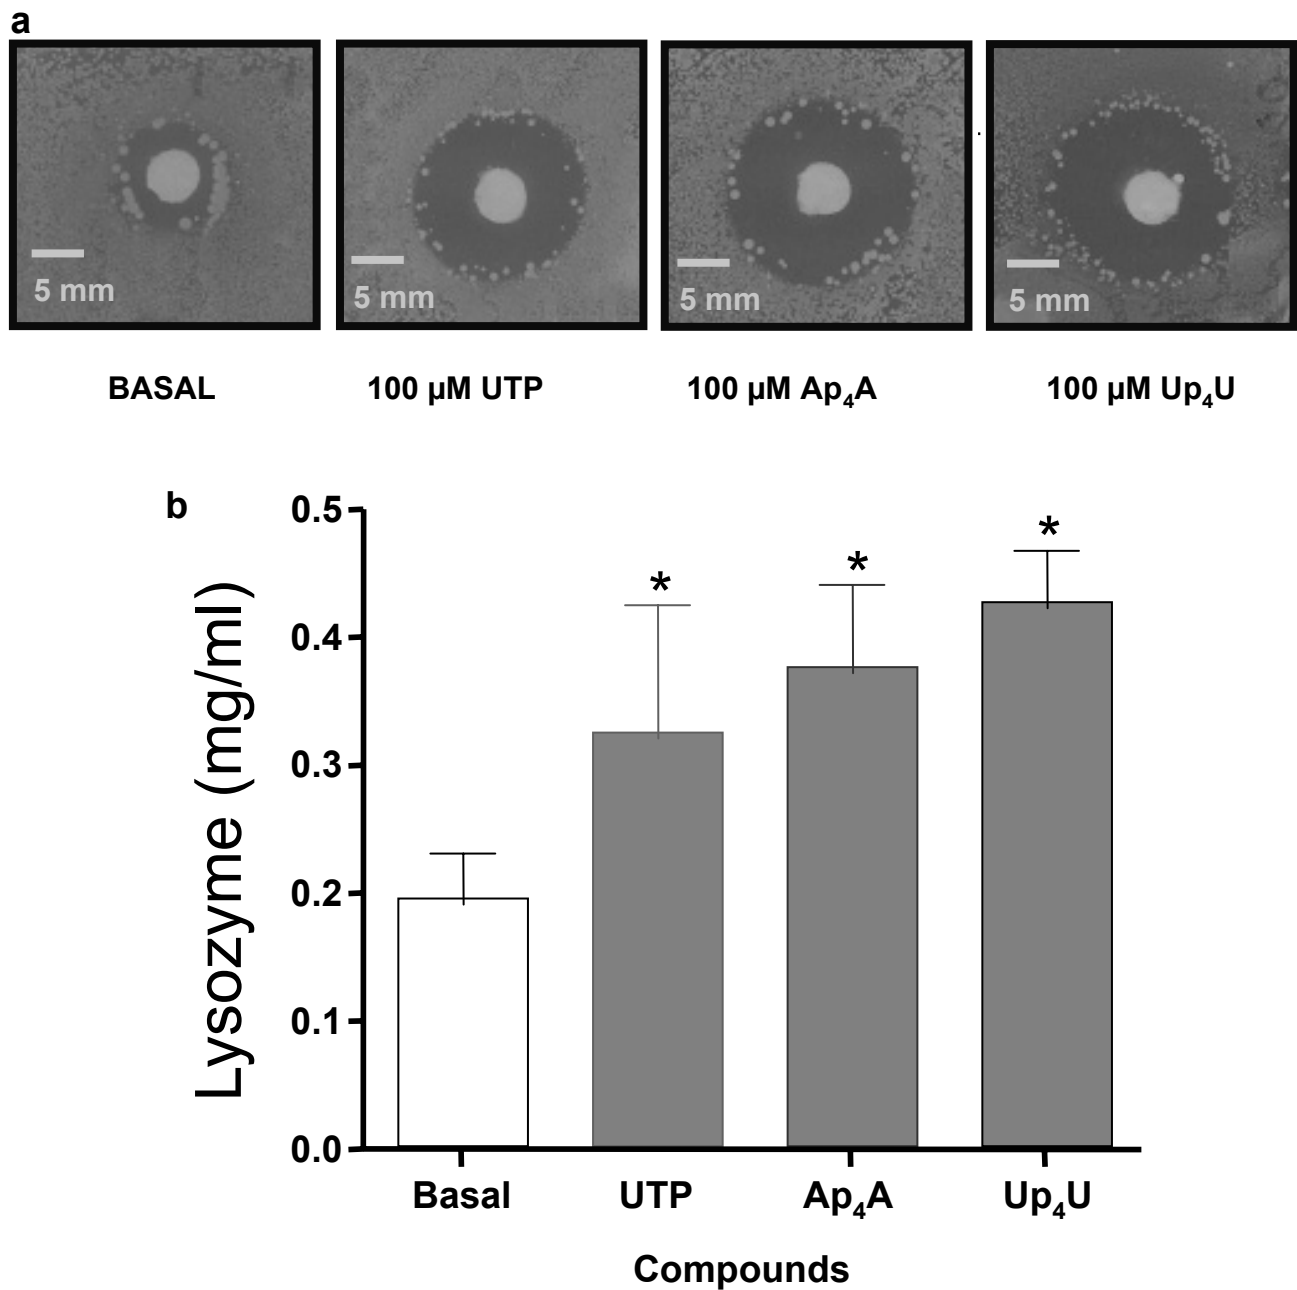 a
5 mm
5 mm
5 mm
5 mm
BASAL
100 µM UTP
100 µM Ap₄A
100 µM Up₄U
b
Lysozyme (mg/ml)
0.5
0.4
0.3
0.2
0.1
0.0
*
*
*
Basal
UTP
Ap₄A
Up₄U
Compounds